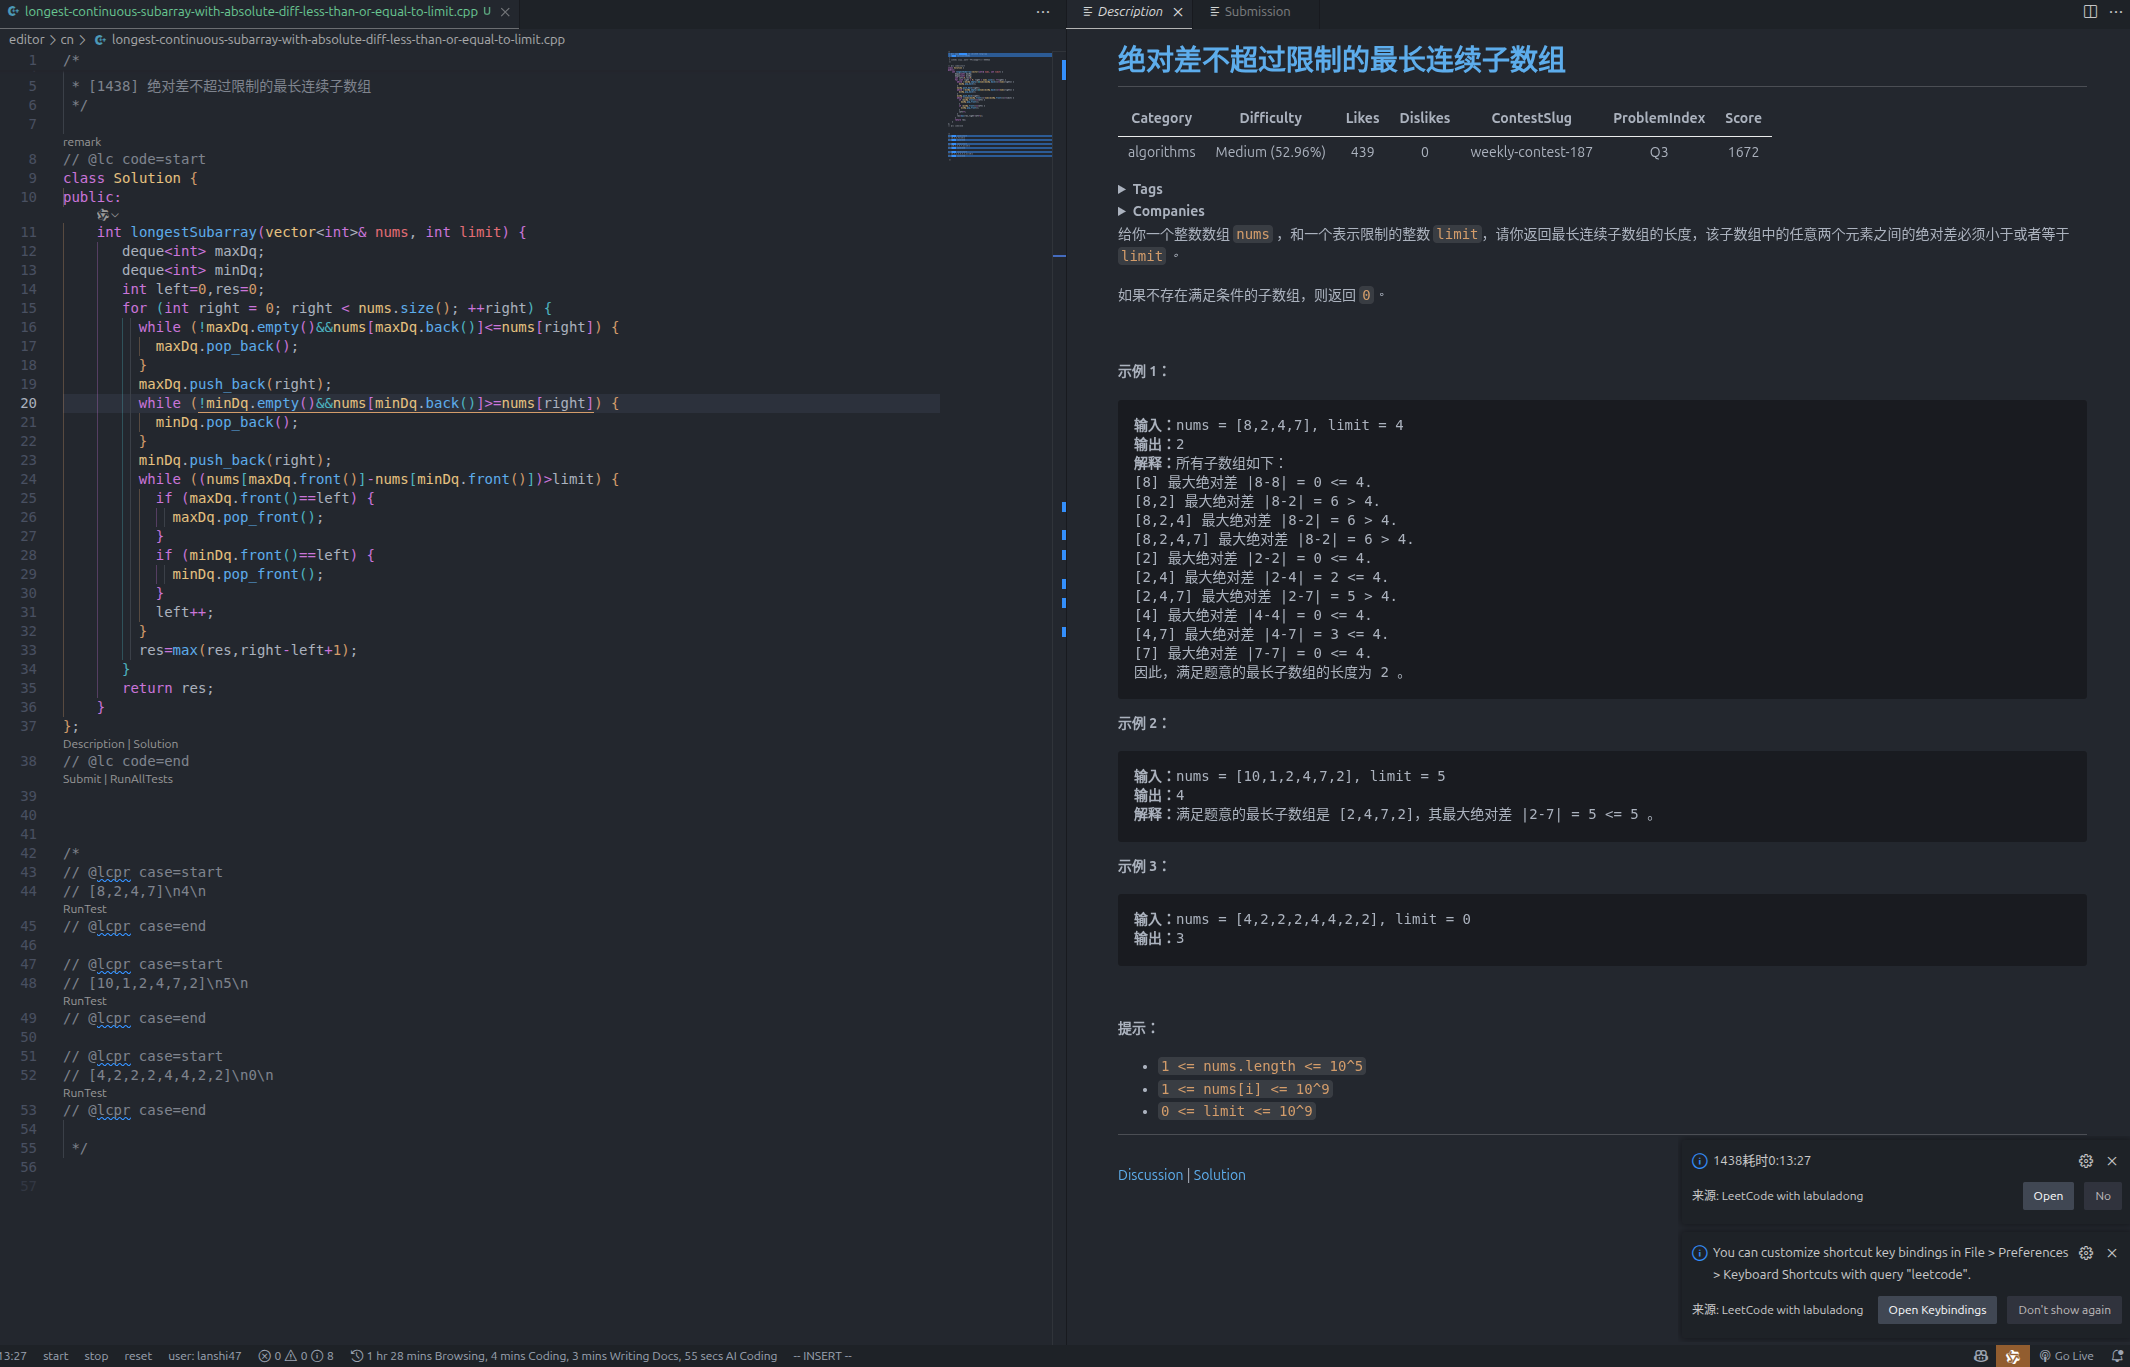 longest-continuous-subarray-with-absolute-diff-less-than-or-equal-to-limit.cpp U
editor > cn > longest-continuous-subarray-with-absolute-diff-less-than-or-equal-to-limit.cpp
1 /*
5 * [1438] 绝对差不超过限制的最长连续子数组
6 */
7
remark
8 // @lc code=start
9 class Solution {
10 public:
11 int longestSubarray(vector<int>& nums, int limit) {
12 deque<int> maxDq;
13 deque<int> minDq;
14 int left=0,res=0;
15 for (int right = 0; right < nums.size(); ++right) {
16 while (!maxDq.empty()&&nums[maxDq.back()]<=nums[right]) {
17 maxDq.pop_back();
18 }
19 maxDq.push_back(right);
20 while (!minDq.empty()&&nums[minDq.back()]>=nums[right]) {
21 minDq.pop_back();
22 }
23 minDq.push_back(right);
24 while ((nums[maxDq.front()]-nums[minDq.front()])>limit) {
25 if (maxDq.front()==left) {
26 maxDq.pop_front();
27 }
28 if (minDq.front()==left) {
29 minDq.pop_front();
30 }
31 left++;
32 }
33 res=max(res,right-left+1);
34 }
35 return res;
36 }
37 };
Description | Solution
38 // @lc code=end
Submit | RunAllTests
39
40
41
42 /*
43 // @lcpr case=start
44 // [8,2,4,7]\n4\n
RunTest
45 // @lcpr case=end
46
47 // @lcpr case=start
48 // [10,1,2,4,7,2]\n5\n
RunTest
49 // @lcpr case=end
50
51 // @lcpr case=start
52 // [4,2,2,2,4,4,2,2]\n0\n
RunTest
53 // @lcpr case=end
54
55 */
56
57
Description
Submission
绝对差不超过限制的最长连续子数组
Category Difficulty Likes Dislikes ContestSlug ProblemIndex Score
algorithms Medium (52.96%) 439 0 weekly-contest-187 Q3 1672
Tags
Companies
给你一个整数数组 nums ，和一个表示限制的整数 limit，请你返回最长连续子数组的长度，该子数组中的任意两个元素之间的绝对差必须小于或者等于
limit 。
如果不存在满足条件的子数组，则返回 0 。
示例 1：
输入：nums = [8,2,4,7], limit = 4
输出：2
解释：所有子数组如下：
[8] 最大绝对差 |8-8| = 0 <= 4.
[8,2] 最大绝对差 |8-2| = 6 > 4.
[8,2,4] 最大绝对差 |8-2| = 6 > 4.
[8,2,4,7] 最大绝对差 |8-2| = 6 > 4.
[2] 最大绝对差 |2-2| = 0 <= 4.
[2,4] 最大绝对差 |2-4| = 2 <= 4.
[2,4,7] 最大绝对差 |2-7| = 5 > 4.
[4] 最大绝对差 |4-4| = 0 <= 4.
[4,7] 最大绝对差 |4-7| = 3 <= 4.
[7] 最大绝对差 |7-7| = 0 <= 4.
因此，满足题意的最长子数组的长度为 2 。
示例 2：
输入：nums = [10,1,2,4,7,2], limit = 5
输出：4
解释：满足题意的最长子数组是 [2,4,7,2]，其最大绝对差 |2-7| = 5 <= 5 。
示例 3：
输入：nums = [4,2,2,2,4,4,2,2], limit = 0
输出：3
提示：
• 1 <= nums.length <= 10^5
• 1 <= nums[i] <= 10^9
• 0 <= limit <= 10^9
Discussion | Solution
1438耗时0:13:27
来源: LeetCode with labuladong
Open No
You can customize shortcut key bindings in File > Preferences
> Keyboard Shortcuts with query "leetcode".
来源: LeetCode with labuladong
Open Keybindings Don't show again
13:27 start stop reset user: lanshi47 0 0 8 1 hr 28 mins Browsing, 4 mins Coding, 3 mins Writing Docs, 55 secs AI Coding -- INSERT -- Go Live